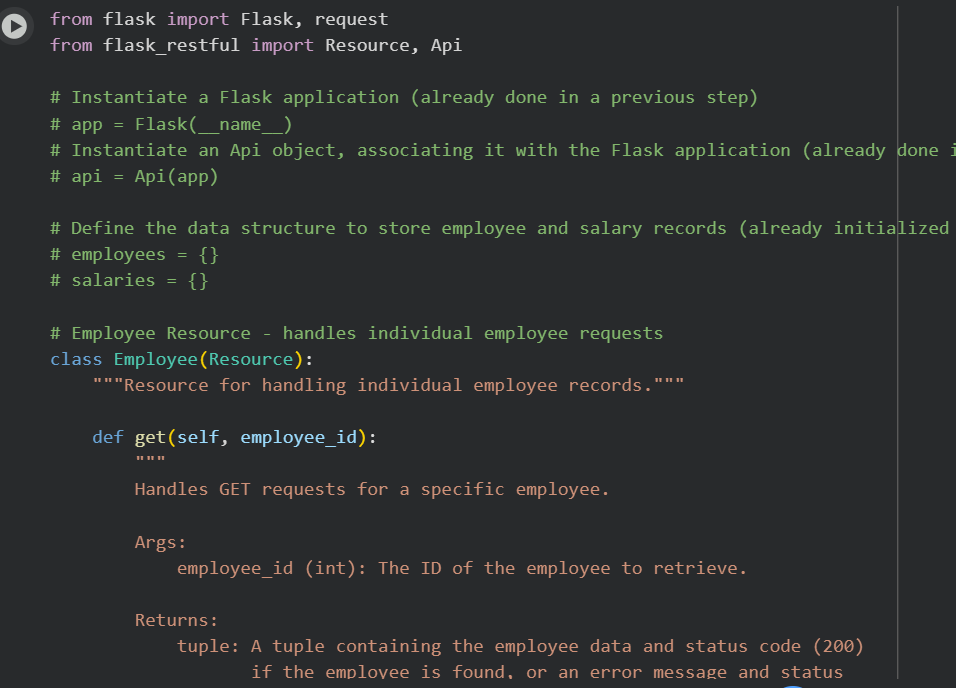 from flask import Flask, request
from flask_restful import Resource, Api
# Instantiate a Flask application (already done in a previous step)
# app = Flask(__name__)
# Instantiate an Api object, associating it with the Flask application (already done
# api = Api(app)
# Define the data structure to store employee and salary records (already initialized
# employees = {}
# salaries = {}
# Employee Resource - handles individual employee requests
class Employee(Resource):
"""Resource for handling individual employee records."""
def get(self, employee_id):
"""
Handles GET requests for a specific employee.
Args:
employee_id (int): The ID of the employee to retrieve.
Returns:
tuple: A tuple containing the employee data and status code (200)
if the employee is found, or an error message and status